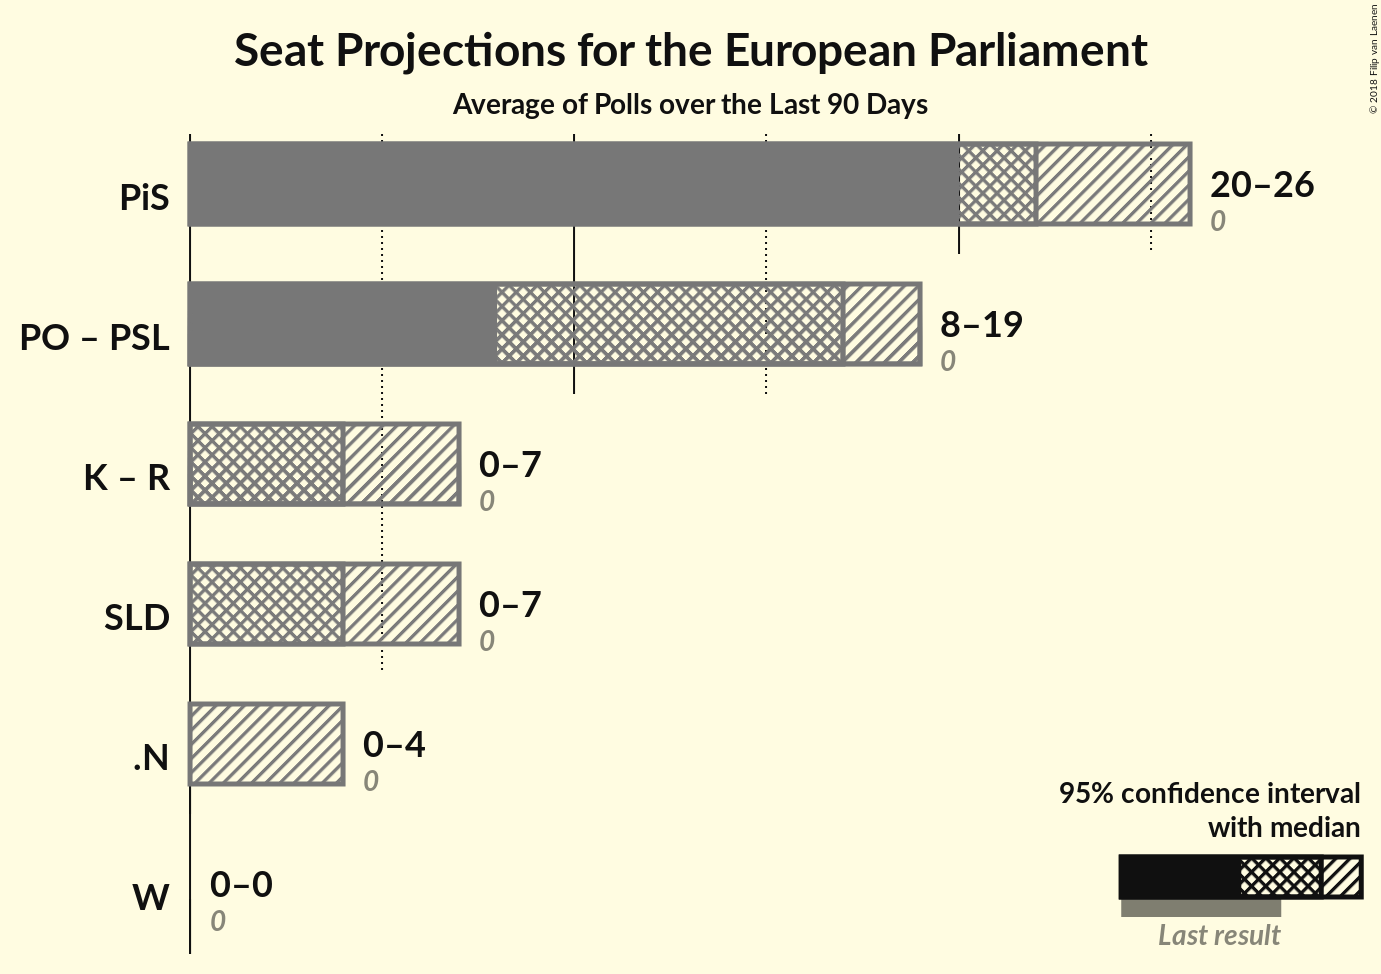 Seat Projections for the European Parliament
Average of Polls over the Last 90 Days
© 2018 Filip van Laenen
PiS
20–26
0
PO – PSL
8–19
0
K – R
0–7
0
SLD
0–7
0
.N
0–4
0
W
0–0
0
95% confidence interval
with median
Last result